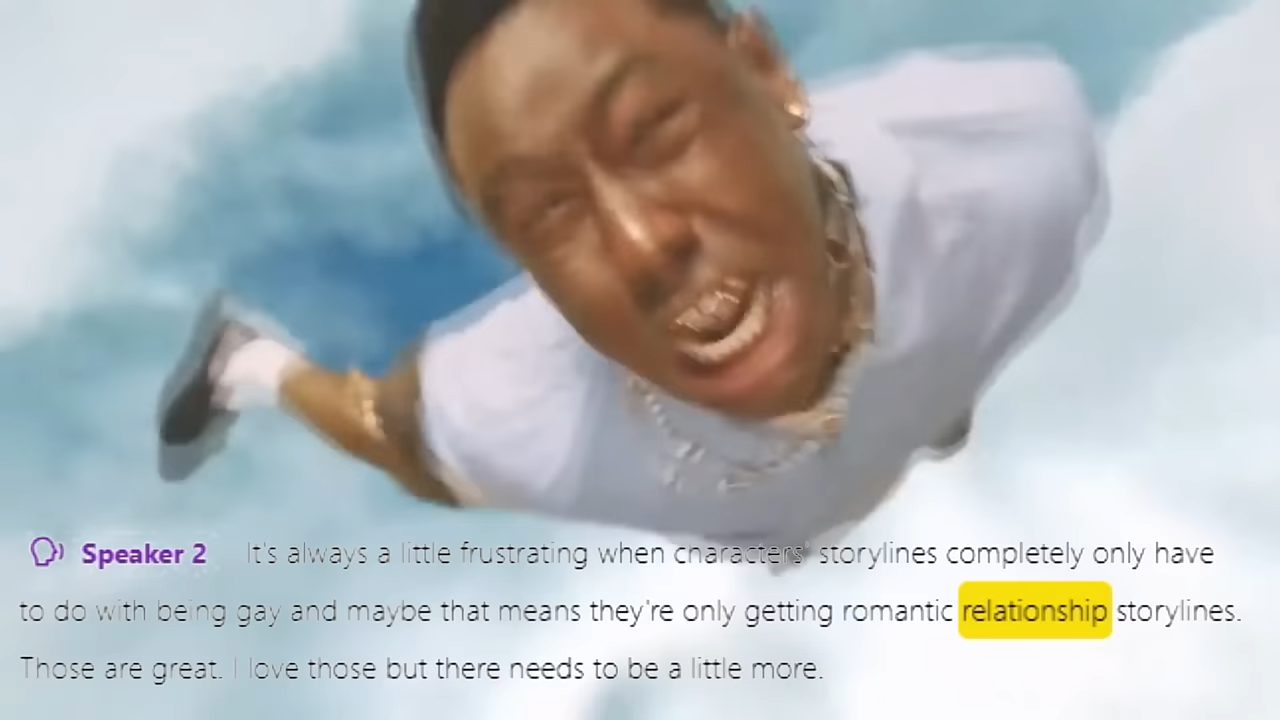 Speaker 2 It's always a little frustrating when characters' storylines completely only have
to do with being gay and maybe that means they're only getting romantic relationship storylines.
Those are great. I love those but there needs to be a little more.